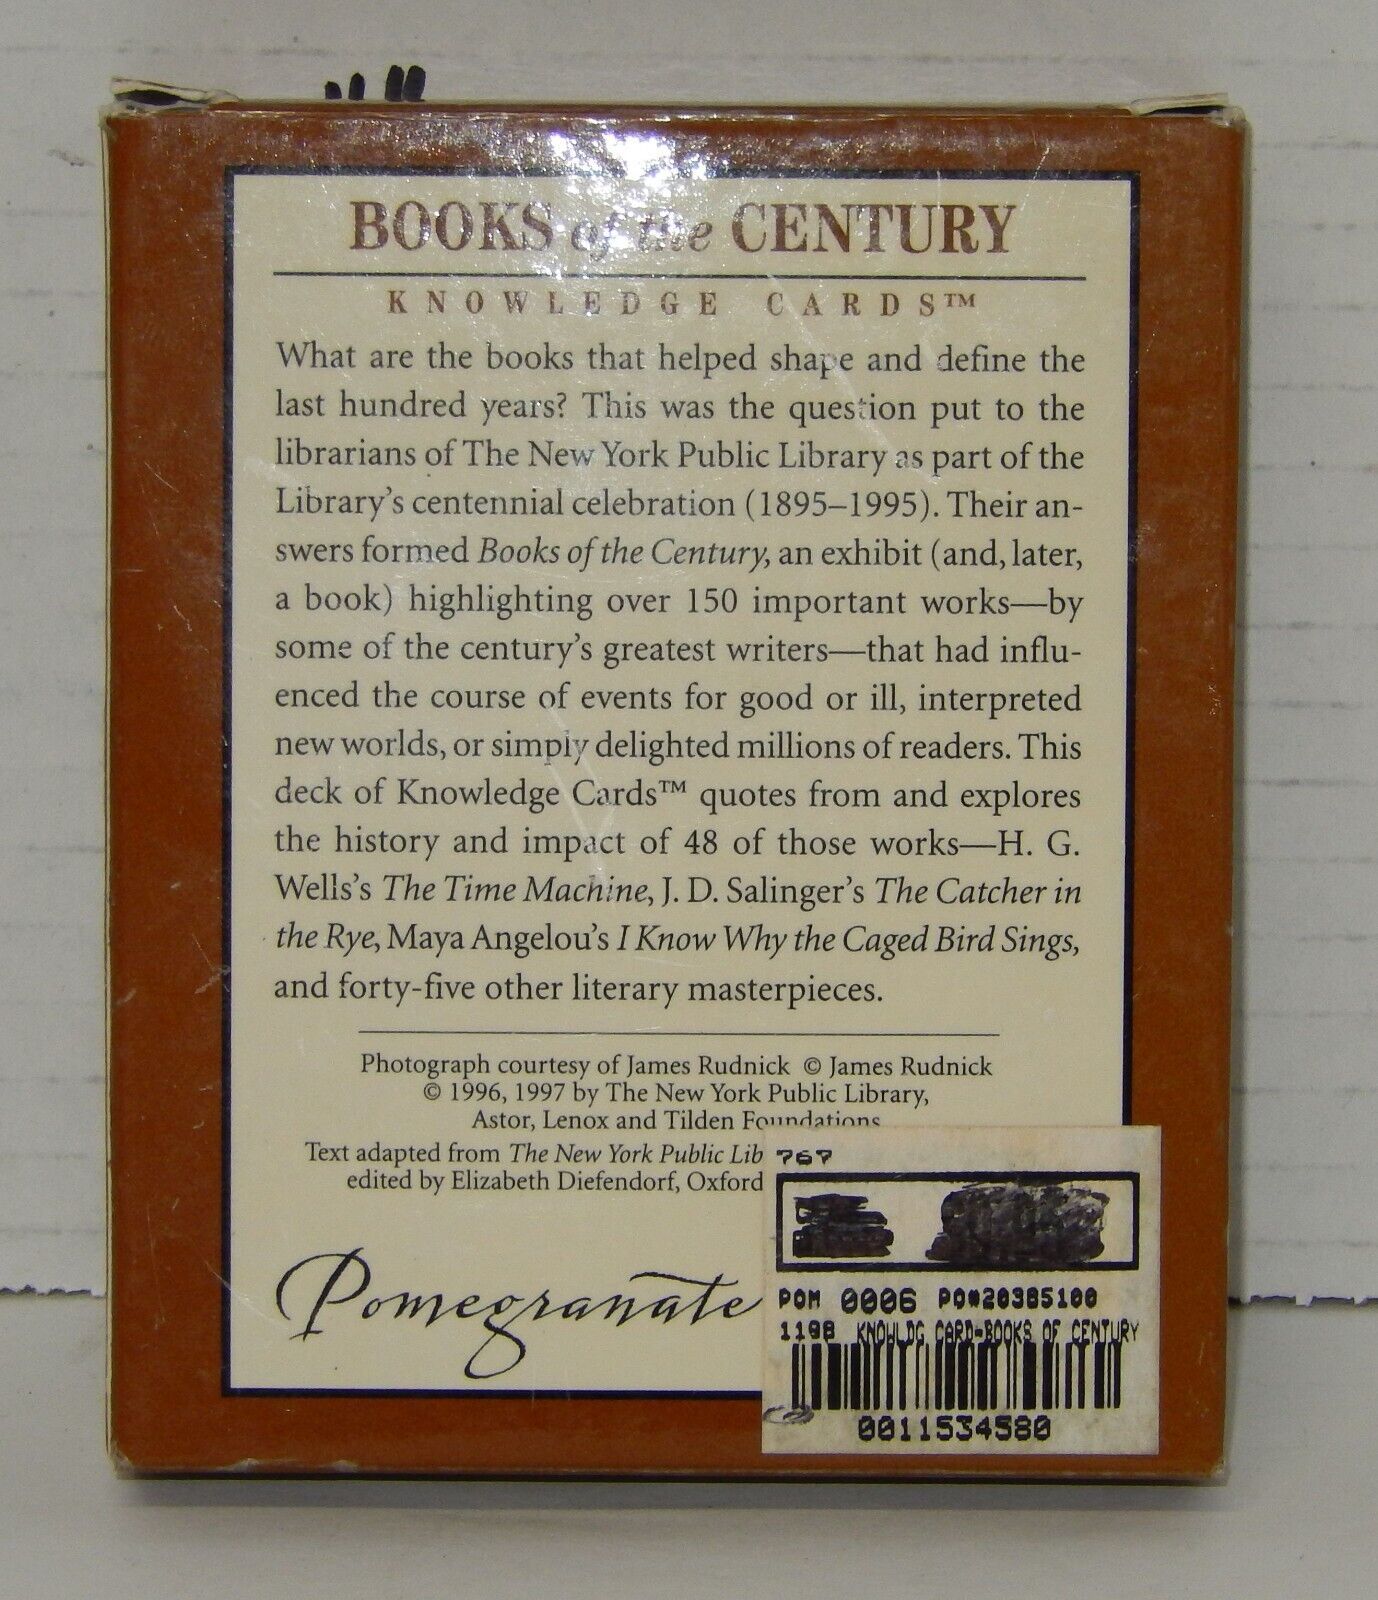 BOOKS of the CENTURY
KNOWLEDGE CARDS™
What are the books that helped shape and define the
last hundred years? This was the question put to the
librarians of The New York Public Library as part of the
Library's centennial celebration (1895–1995). Their an-
swers formed Books of the Century, an exhibit (and, later,
a book) highlighting over 150 important works—by
some of the century's greatest writers—that had influ-
enced the course of events for good or ill, interpreted
new worlds, or simply delighted millions of readers. This
deck of Knowledge Cards™ quotes from and explores
the history and impact of 48 of those works—H. G.
Wells's The Time Machine, J. D. Salinger's The Catcher in
the Rye, Maya Angelou's I Know Why the Caged Bird Sings,
and forty-five other literary masterpieces.
Photograph courtesy of James Rudnick © James Rudnick
© 1996, 1997 by The New York Public Library,
Astor, Lenox and Tilden Foundations
Text adapted from The New York Public Lib
edited by Elizabeth Diefendorf, Oxford
Pomegranate
767
POM 0006 PO#20385100
1198 KNOWLDG CARD-BOOKS OF CENTURY
0011534580